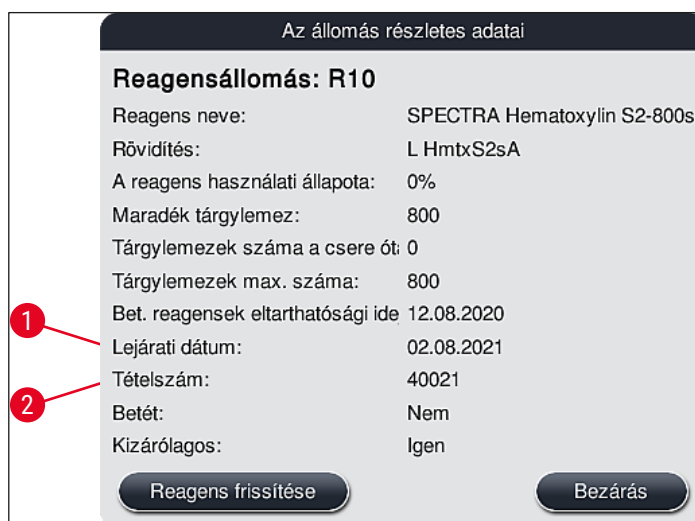 Az állomás részletes adatai
Reagensállomás: R10
Reagens neve: SPECTRA Hematoxylin S2-800s
Rövidítés: L HmtxS2sA
A reagens használati állapota: 0%
Maradék tárgylemez: 800
Tárgylemezek száma a csere óta 0
Tárgylemezek max. száma: 800
Bet. reagensek eltarthatósági ide 12.08.2020
1 Lejárati dátum: 02.08.2021
2 Tételszám: 40021
Betét: Nem
Kizárólagos: Igen
Reagens frissítése Bezárás